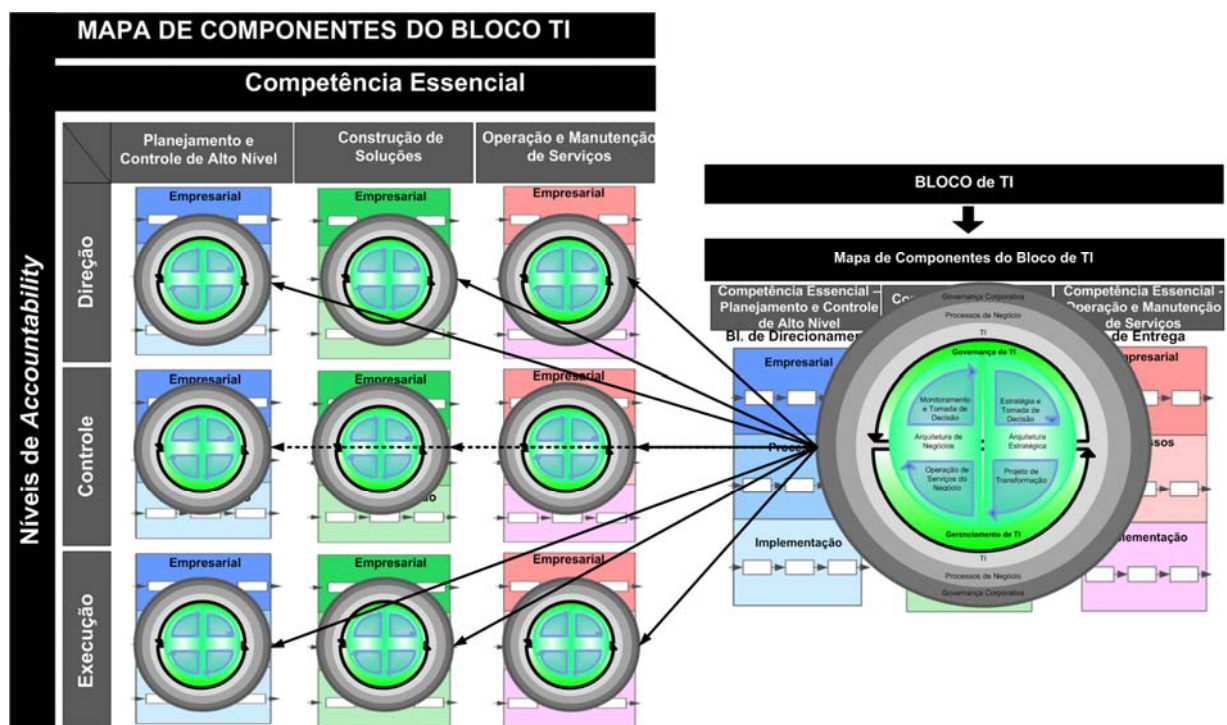 MAPA DE COMPONENTES DO BLOCO TI
Competência Essencial
Planejamento e
Controle de Alto Nível
Construção de
Soluções
Operação e Manutenção
de Serviços
Níveis de Accountability
Direção
Empresarial
Empresarial
Empresarial
Controle
Empresarial
Empresarial
Empresarial
Execução
Empresarial
Empresarial
Empresarial
BLOCO de TI
Mapa de Componentes do Bloco de TI
Competência Essencial –
Planejamento e Controle
de Alto Nível
Competência Essencial -
Operação e Manutenção
de Serviços
Bl. de Direcionamen
de Entrega
Empresarial
Implementação
Governança Corporativa
Processos de Negócio
TI
Governança de TI
Monitoramento
e Tomada de
Decisão
Estratégia e
Tomada de
Decisão
Arquitetura de
Negócios
Arquitetura
Estratégica
Operação de
Serviços do
Negócio
Projeto de
Transformação
Gerenciamento de TI
TI
Processos de Negócio
Governança Corporativa